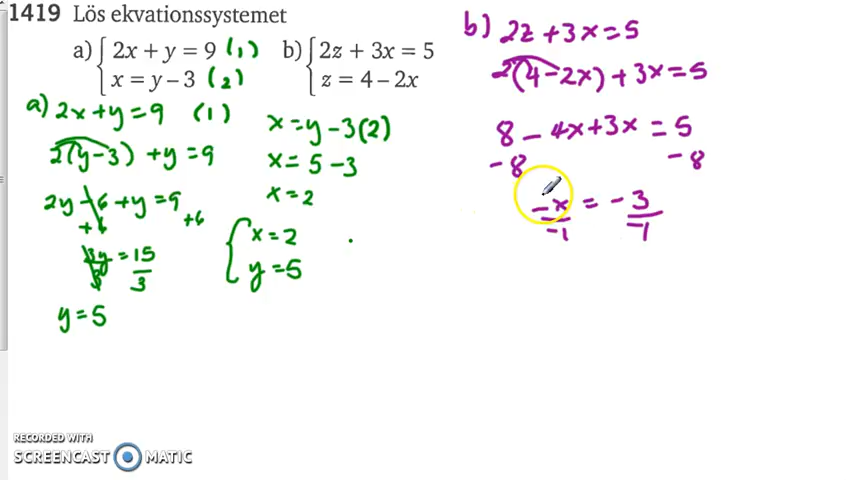 1419 Lös ekvationssystemet
a) { 2x + y = 9 (1)
x = y − 3 (2)
b) { 2z + 3x = 5
z = 4 − 2x
a) 2x + y = 9 (1)
2(y − 3) + y = 9
2y − 6 + y = 9
+6 +6
3y/3 = 15/3
y = 5
x = y − 3 (2)
x = 5 − 3
x = 2
{ x = 2
y = 5
b) 2z + 3x = 5
2(4 − 2x) + 3x = 5
8 − 4x + 3x = 5
−8 −8
−x/−1 = −3/−1
RECORDED WITH
SCREENCAST MATIC